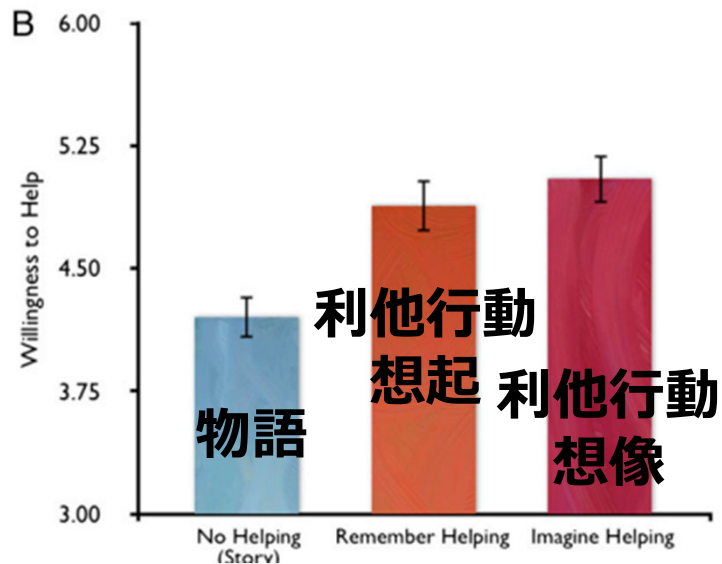 B
Willingness to Help
6.00
5.25
4.50
3.75
3.00
物語
利他行動
想起
利他行動
想像
No Helping
(Story)
Remember Helping
Imagine Helping